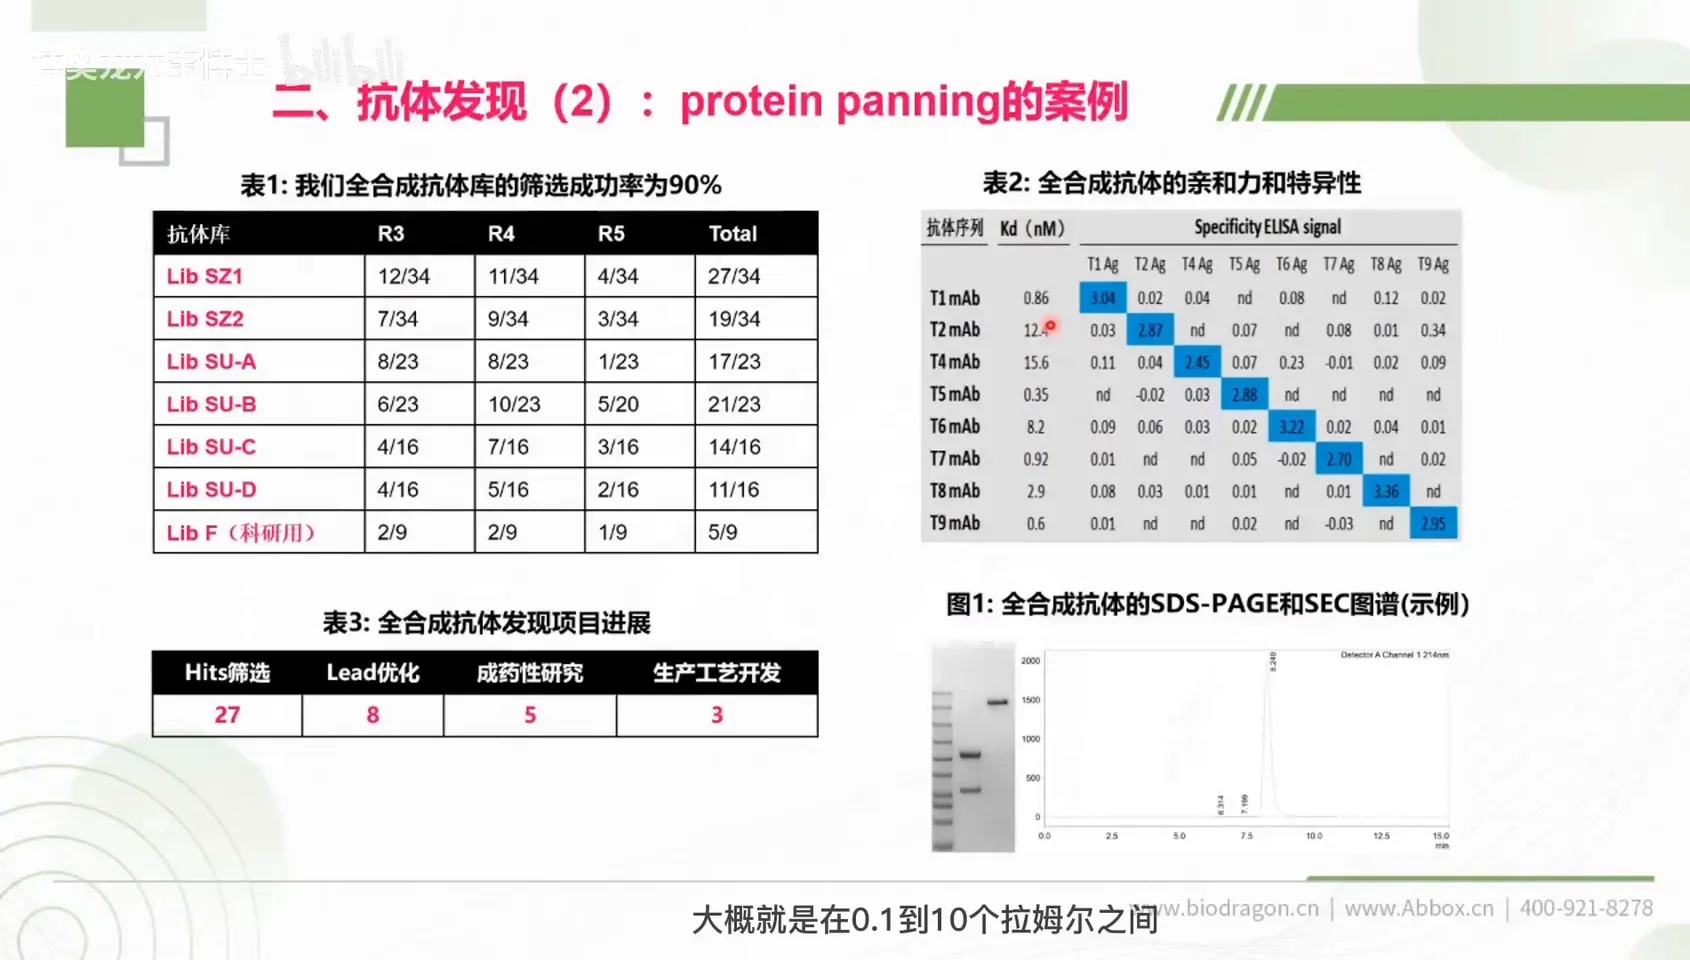 bilibili
二、抗体发现（2）：protein panning的案例
表1: 我们全合成抗体库的筛选成功率为90%
抗体库 R3 R4 R5 Total
Lib SZ1 12/34 11/34 4/34 27/34
Lib SZ2 7/34 9/34 3/34 19/34
Lib SU-A 8/23 8/23 1/23 17/23
Lib SU-B 6/23 10/23 5/20 21/23
Lib SU-C 4/16 7/16 3/16 14/16
Lib SU-D 4/16 5/16 2/16 11/16
Lib F（科研用） 2/9 2/9 1/9 5/9
表2: 全合成抗体的亲和力和特异性
抗体序列 Kd（nM） Specificity ELISA signal
T1 Ag T2 Ag T4 Ag T5 Ag T6 Ag T7 Ag T8 Ag T9 Ag
T1 mAb 0.86 3.04 0.02 0.04 nd 0.08 nd 0.12 0.02
T2 mAb 12.4 0.03 2.87 nd 0.07 nd 0.08 0.01 0.34
T4 mAb 15.6 0.11 0.04 2.45 0.07 0.23 -0.01 0.02 0.09
T5 mAb 0.35 nd -0.02 0.03 2.88 nd nd nd nd
T6 mAb 8.2 0.09 0.06 0.03 0.02 3.22 0.02 0.04 0.01
T7 mAb 0.92 0.01 nd nd 0.05 -0.02 2.70 nd 0.02
T8 mAb 2.9 0.08 0.03 0.01 0.01 nd 0.01 3.36 nd
T9 mAb 0.6 0.01 nd nd 0.02 nd -0.03 nd 2.95
表3: 全合成抗体发现项目进展
Hits筛选 Lead优化 成药性研究 生产工艺开发
27 8 5 3
图1: 全合成抗体的SDS-PAGE和SEC图谱(示例)
Detector A Channel 1 214nm
2000
1500
1000
500
0
8.249
6.314
7.199
0.0 2.5 5.0 7.5 10.0 12.5 15.0
min
大概就是在0.1到10个拉姆尔之间
www.biodragon.cn | www.Abbox.cn | 400-921-8278